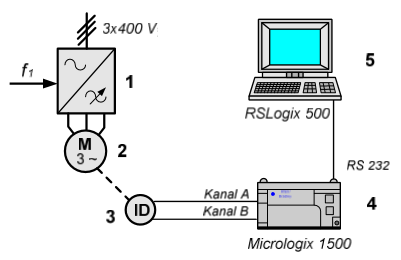 3x400 V
f1
1
5
M
3 ~
2
RSLogix 500
RS 232
ID
3
Kanal A
Kanal B
4
Micrologix 1500